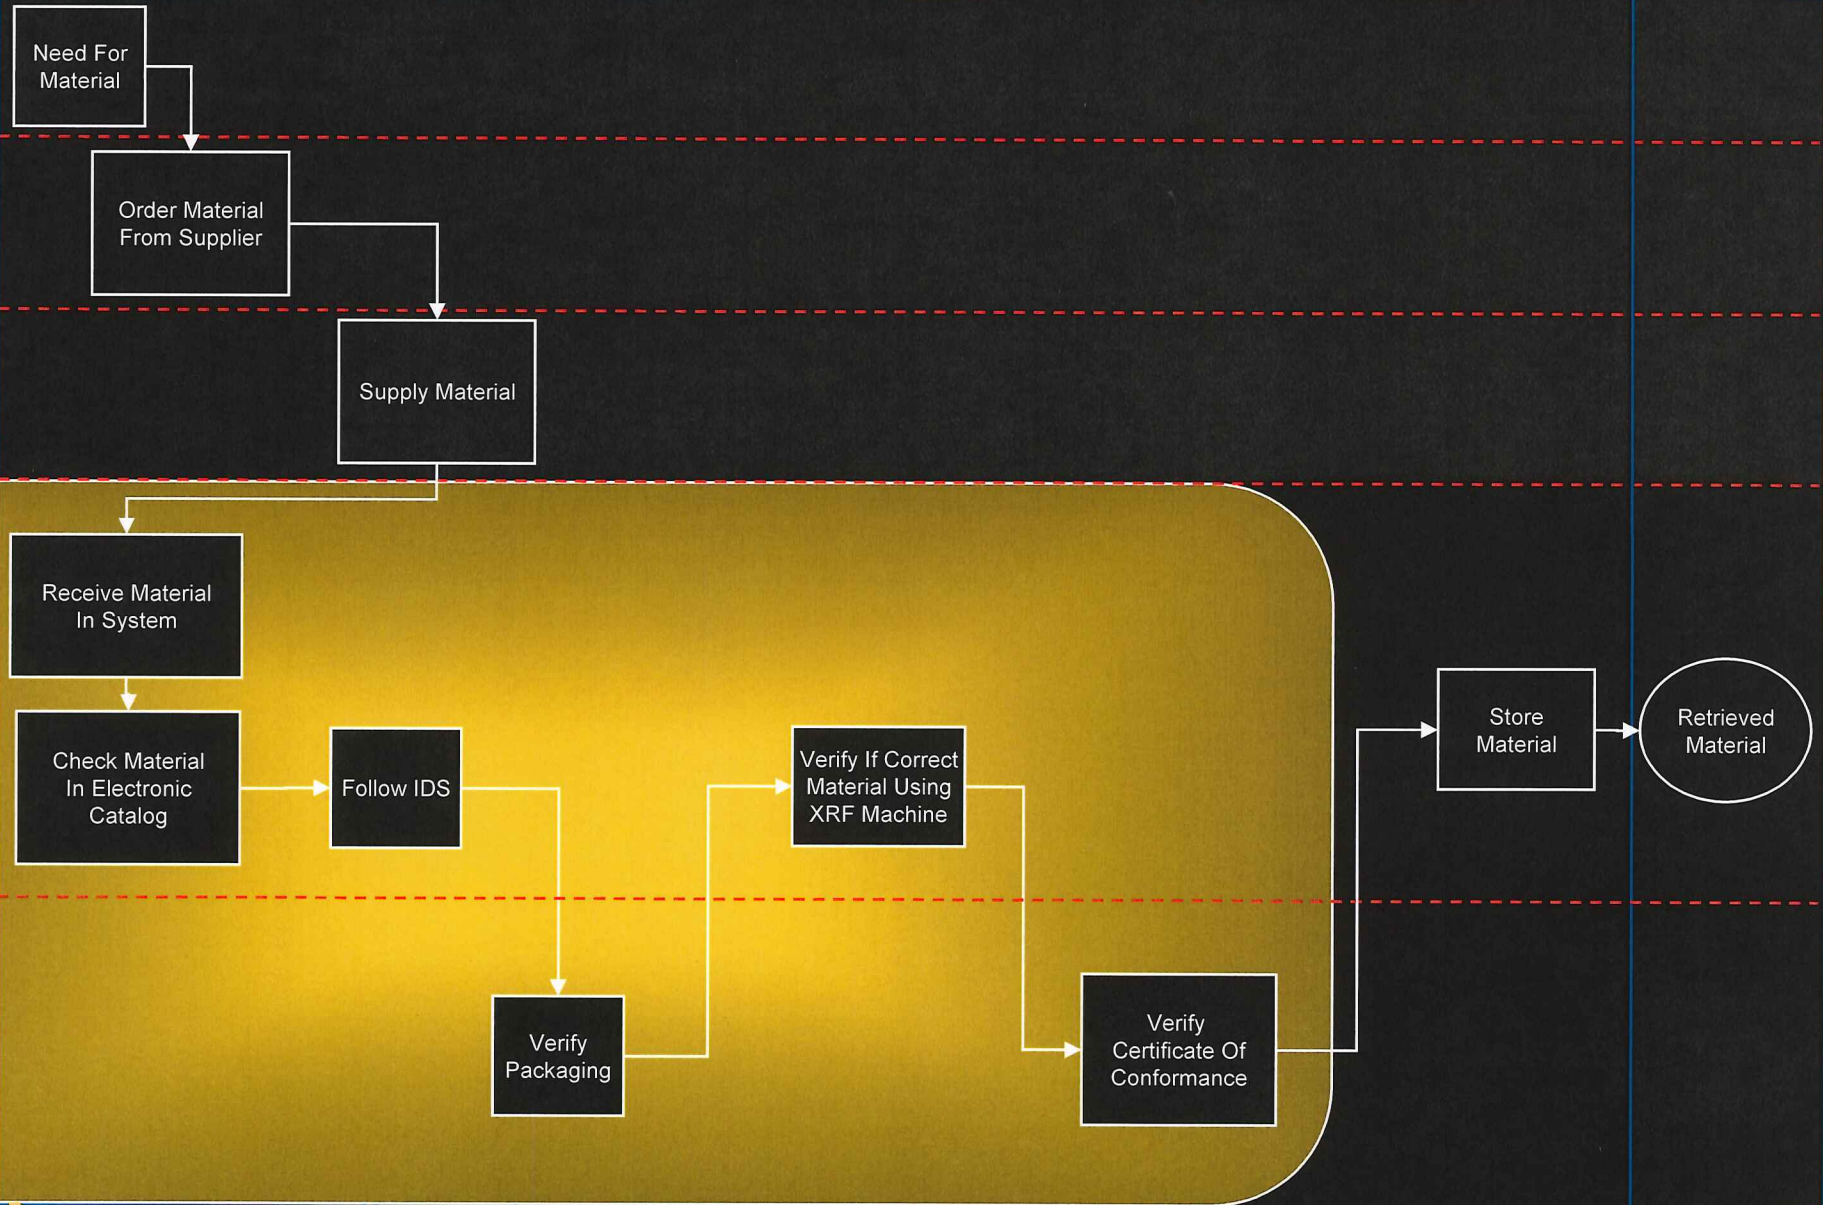 Need For
Material
Order Material
From Supplier
Supply Material
Receive Material
In System
Check Material
In Electronic
Catalog
Follow IDS
Verify
Packaging
Verify If Correct
Material Using
XRF Machine
Verify
Certificate Of
Conformance
Store
Material
Retrieved
Material